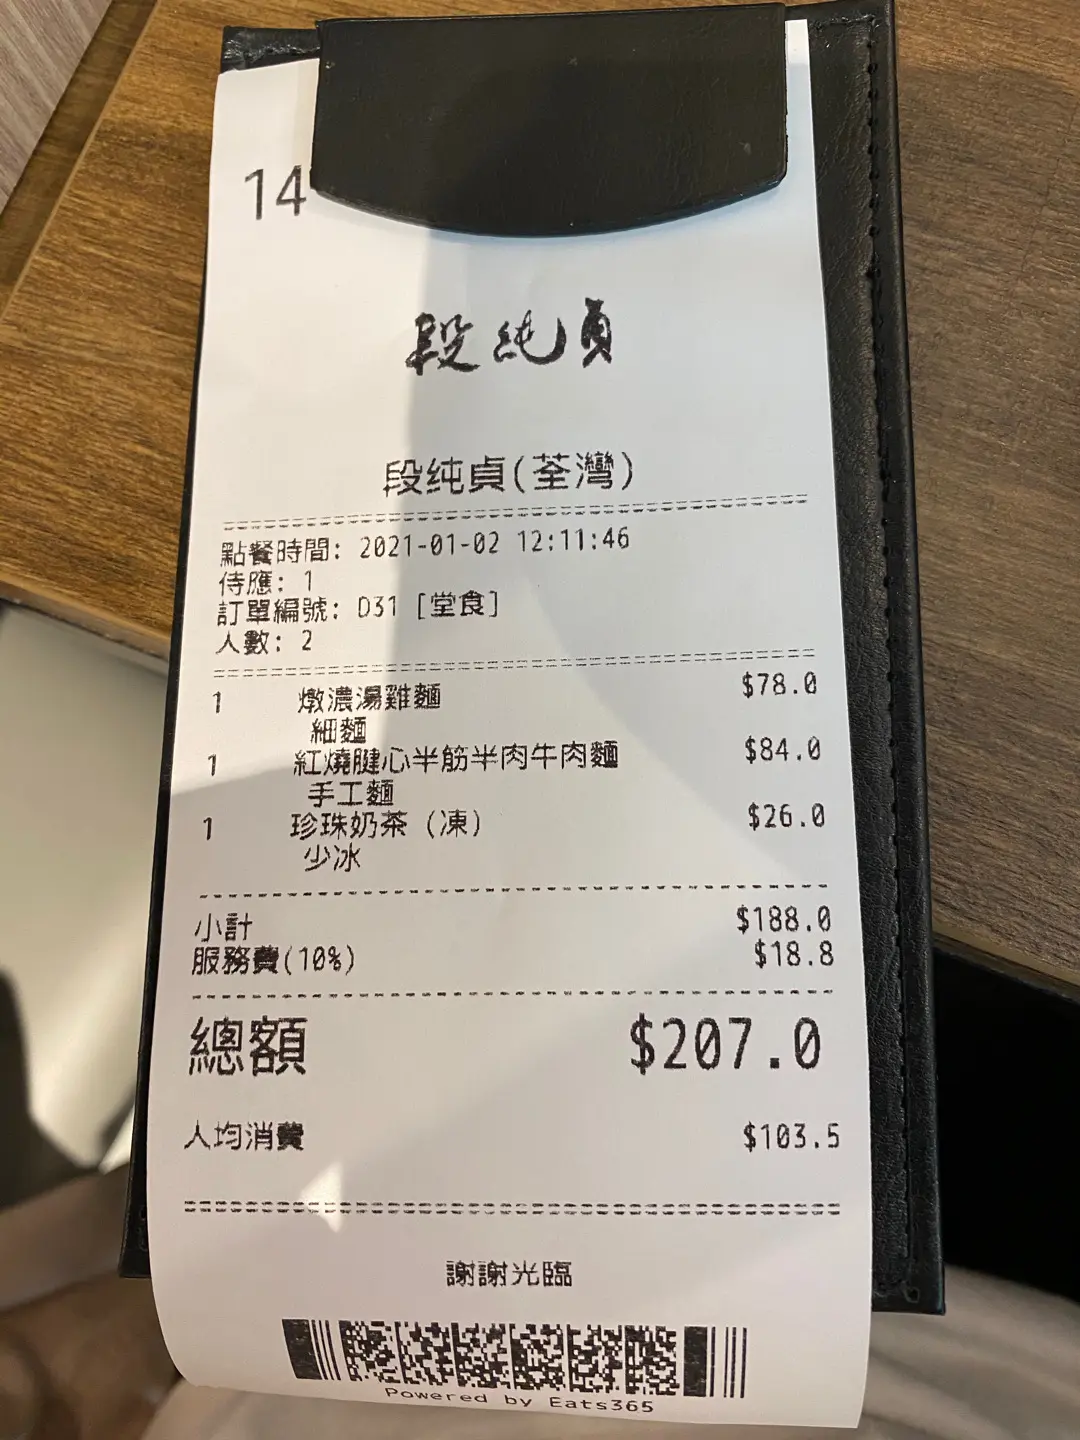 14
段純貞
段纯貞(荃灣)
點餐時間: 2021-01-02 12:11:46
侍應: 1
訂單編號: D31 [堂食]
人數: 2
1 燉濃湯雞麵 $78.0
細麵
1 紅燒腱心半筋半肉牛肉麵 $84.0
手工麵
1 珍珠奶茶 (凍) $26.0
少冰
小計 $188.0
服務費(10%) $18.8
總額 $207.0
人均消費 $103.5
謝謝光臨
Powered by Eats365